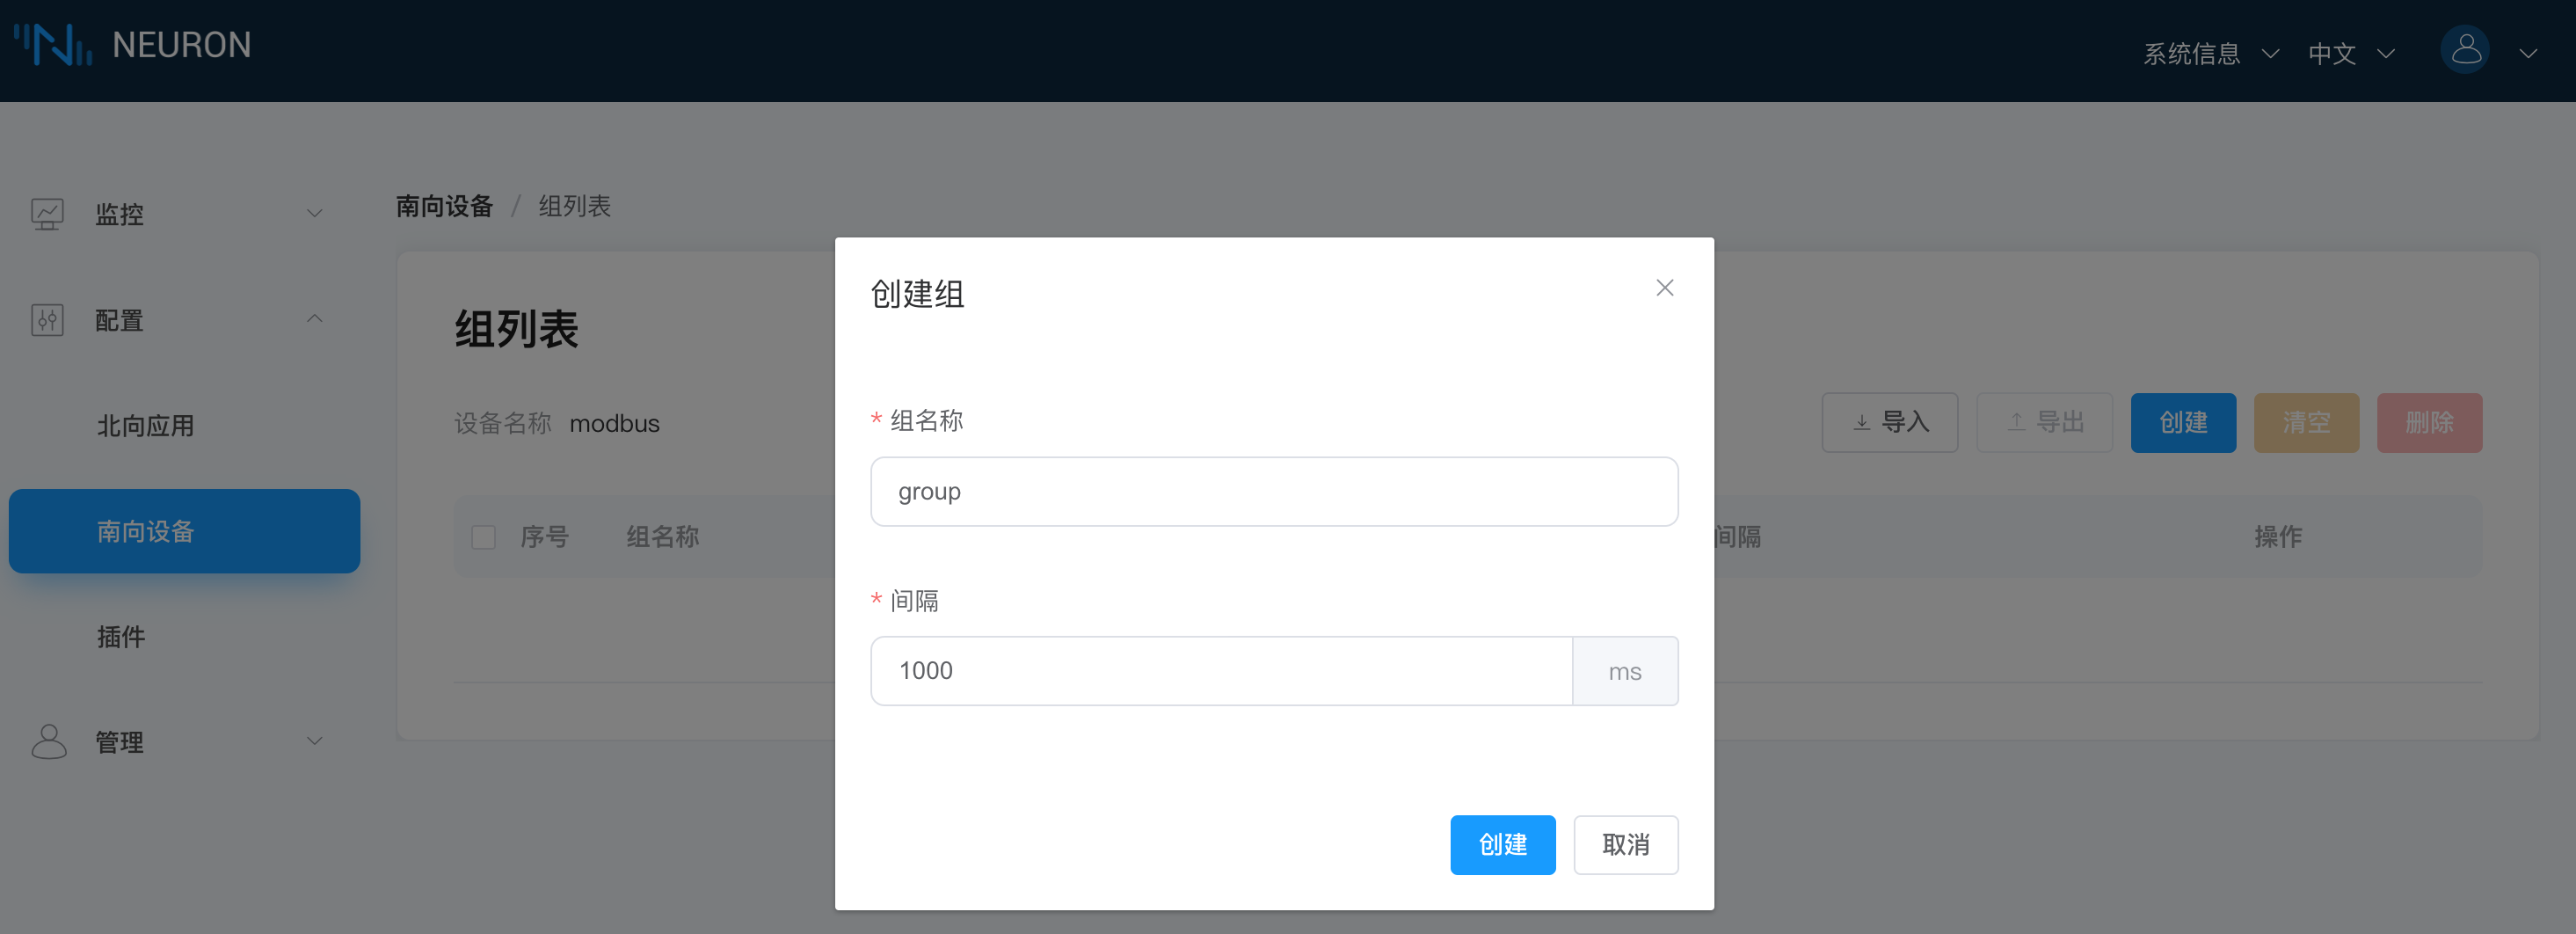 NEURON
系统信息 中文
监控
配置
北向应用
南向设备
插件
管理
南向设备 / 组列表
组列表
设备名称 modbus
导入 导出 创建 清空 删除
序号 组名称 间隔 操作
创建组
* 组名称
group
* 间隔
1000 ms
创建 取消